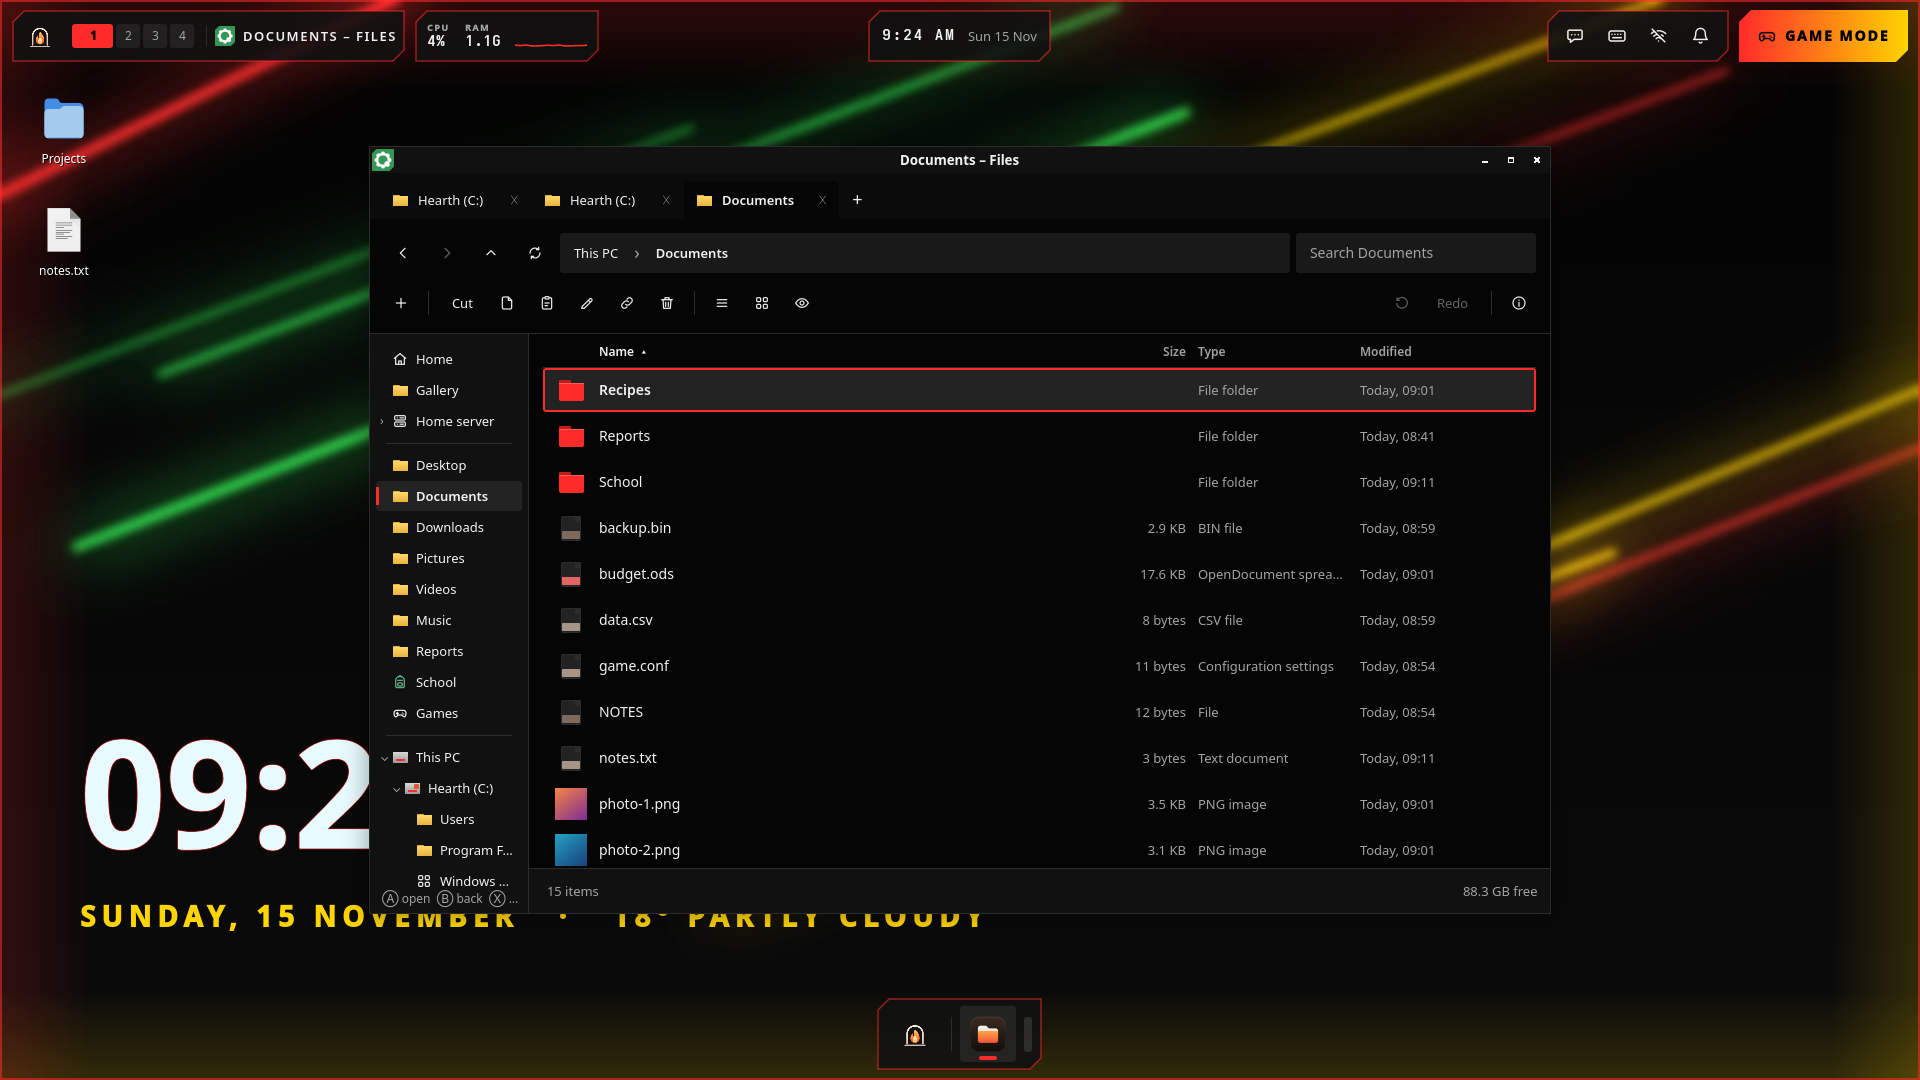 1 2 3 4 DOCUMENTS – FILES
CPU 4%
RAM 1.1G
9:24 AM Sun 15 Nov
GAME MODE
Projects
notes.txt
Documents – Files
Hearth (C:) X
Hearth (C:) X
Documents X +
This PC › Documents
Search Documents
Cut
Redo
Home
Gallery
Home server
Desktop
Documents
Downloads
Pictures
Videos
Music
Reports
School
Games
This PC
Hearth (C:)
Users
Program F...
Windows ...
A open B back X ...
Name Size Type Modified
Recipes File folder Today, 09:01
Reports File folder Today, 08:41
School File folder Today, 09:11
backup.bin 2.9 KB BIN file Today, 08:59
budget.ods 17.6 KB OpenDocument sprea... Today, 09:01
data.csv 8 bytes CSV file Today, 08:59
game.conf 11 bytes Configuration settings Today, 08:54
NOTES 12 bytes File Today, 08:54
notes.txt 3 bytes Text document Today, 09:11
photo-1.png 3.5 KB PNG image Today, 09:01
photo-2.png 3.1 KB PNG image Today, 09:01
15 items 88.3 GB free
09:2
SUNDAY, 15 NOVEMBER · 18° PARTLY CLOUDY